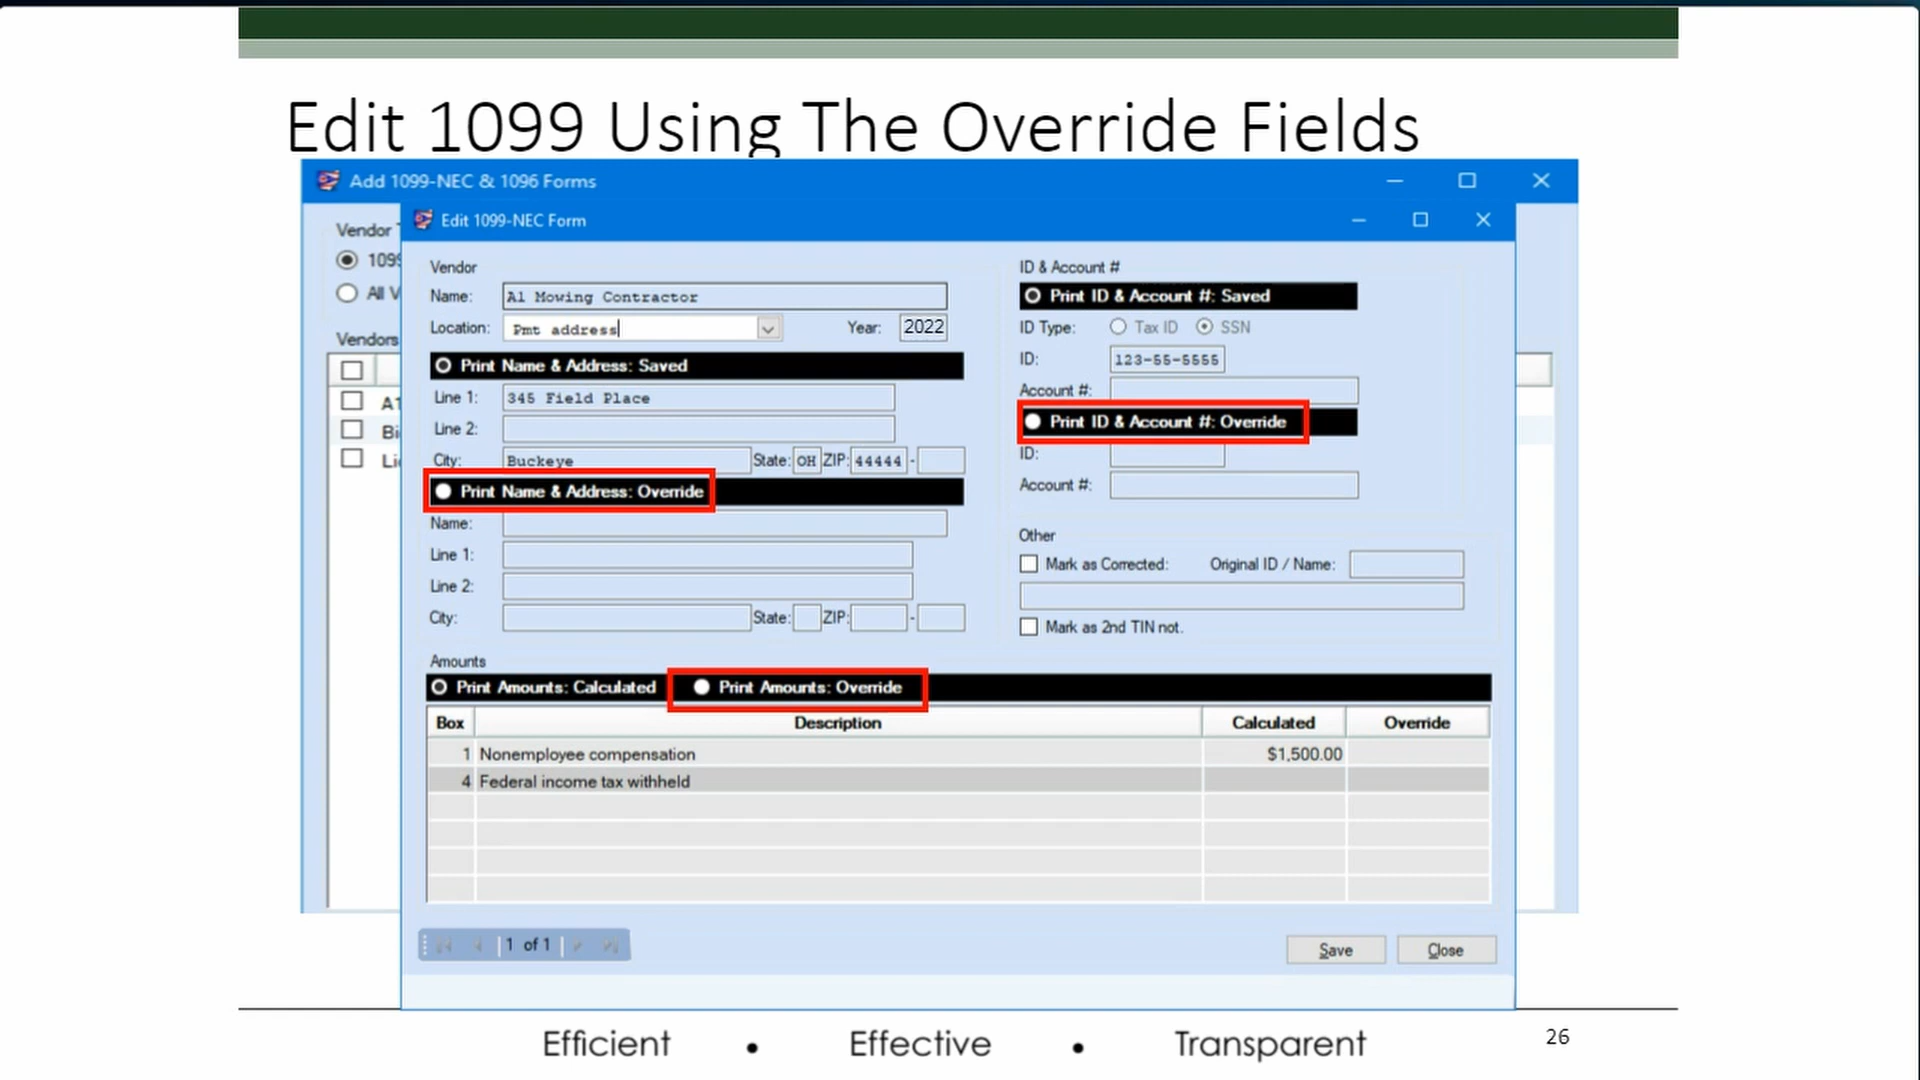 Edit 1099 Using The Override Fields
Add 1099-NEC & 1096 Forms
Edit 1099-NEC Form
Vendor
1099
All V
Vendors
A1
Bi
Li
Vendor
Name: A1 Mowing Contractor
Location: Pmt address Year: 2022
Print Name & Address: Saved
Line 1: 345 Field Place
Line 2:
City: Buckeye State: OH ZIP: 44444 -
Print Name & Address: Override
Name:
Line 1:
Line 2:
City: State: ZIP: -
ID & Account #
Print ID & Account #: Saved
ID Type: Tax ID SSN
ID: 123-55-5555
Account #:
Print ID & Account #: Override
ID:
Account #:
Other
Mark as Corrected: Original ID / Name:
Mark as 2nd TIN not.
Amounts
Print Amounts: Calculated Print Amounts: Override
Box Description Calculated Override
1 Nonemployee compensation $1,500.00
4 Federal income tax withheld
1 of 1
Save Close
Efficient • Effective • Transparent
26